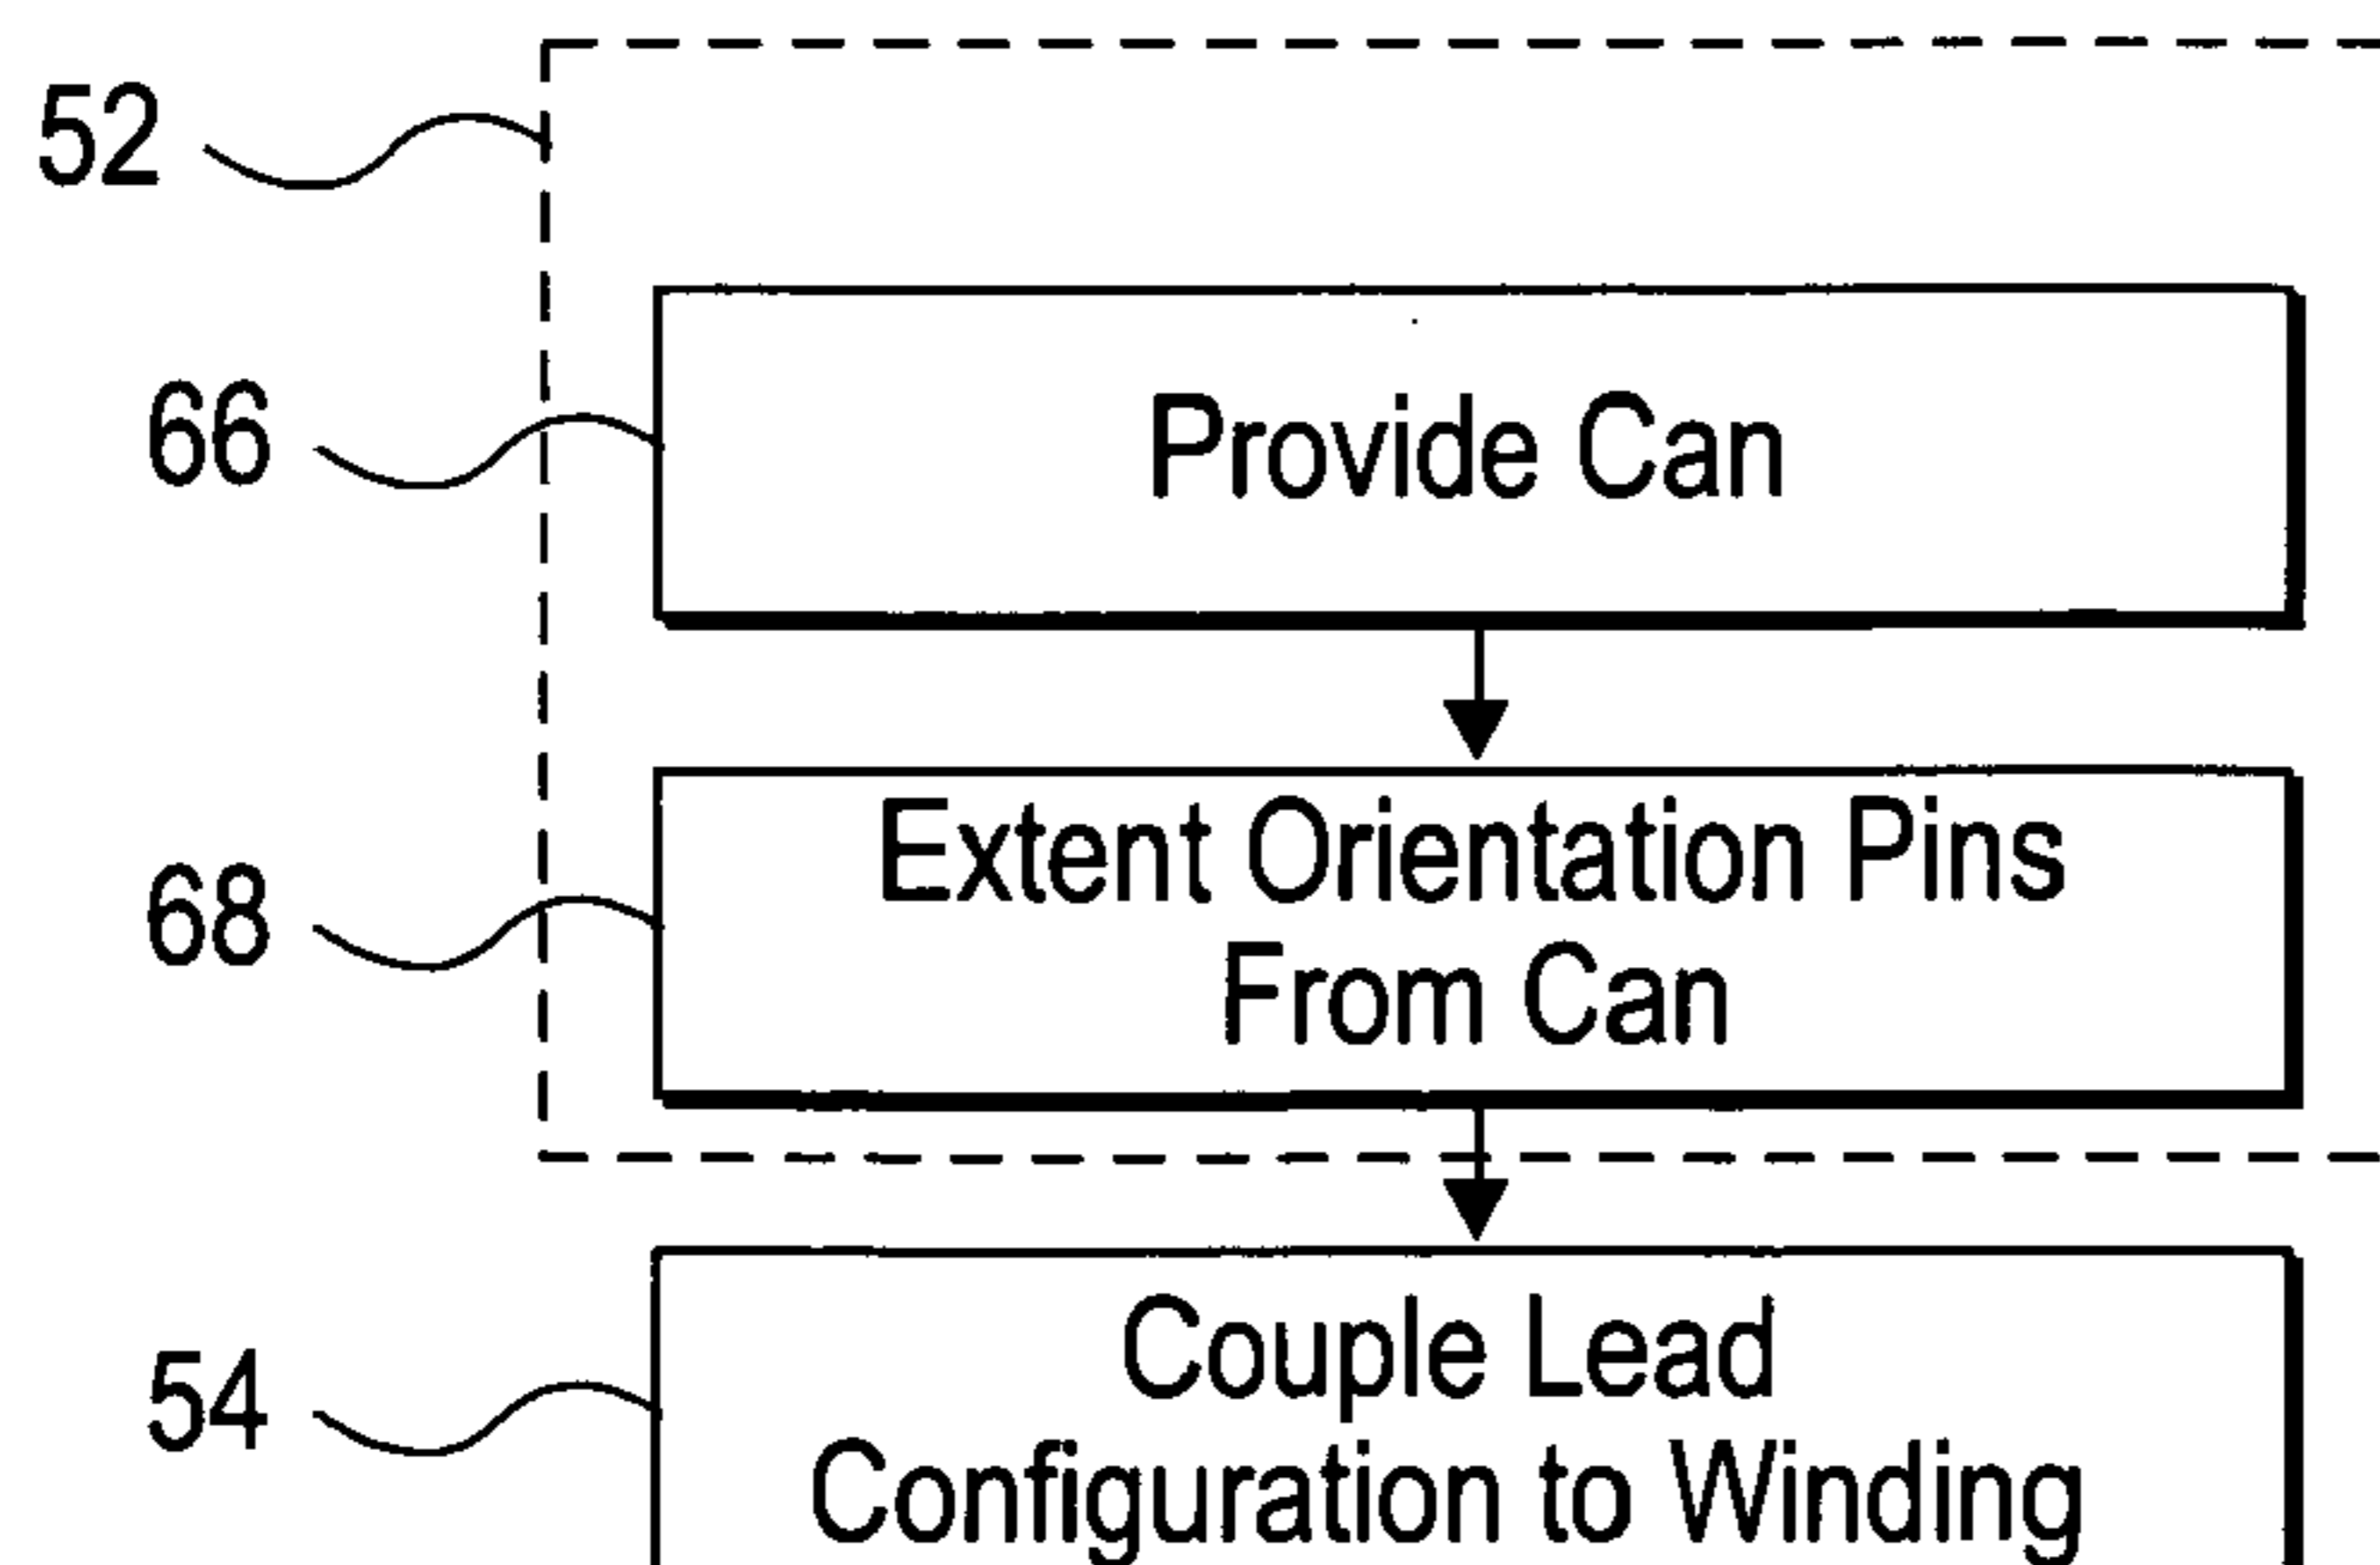 52
66
Provide Can
68
Extent Orientation Pins
From Can
54
Couple Lead
Configuration to Winding